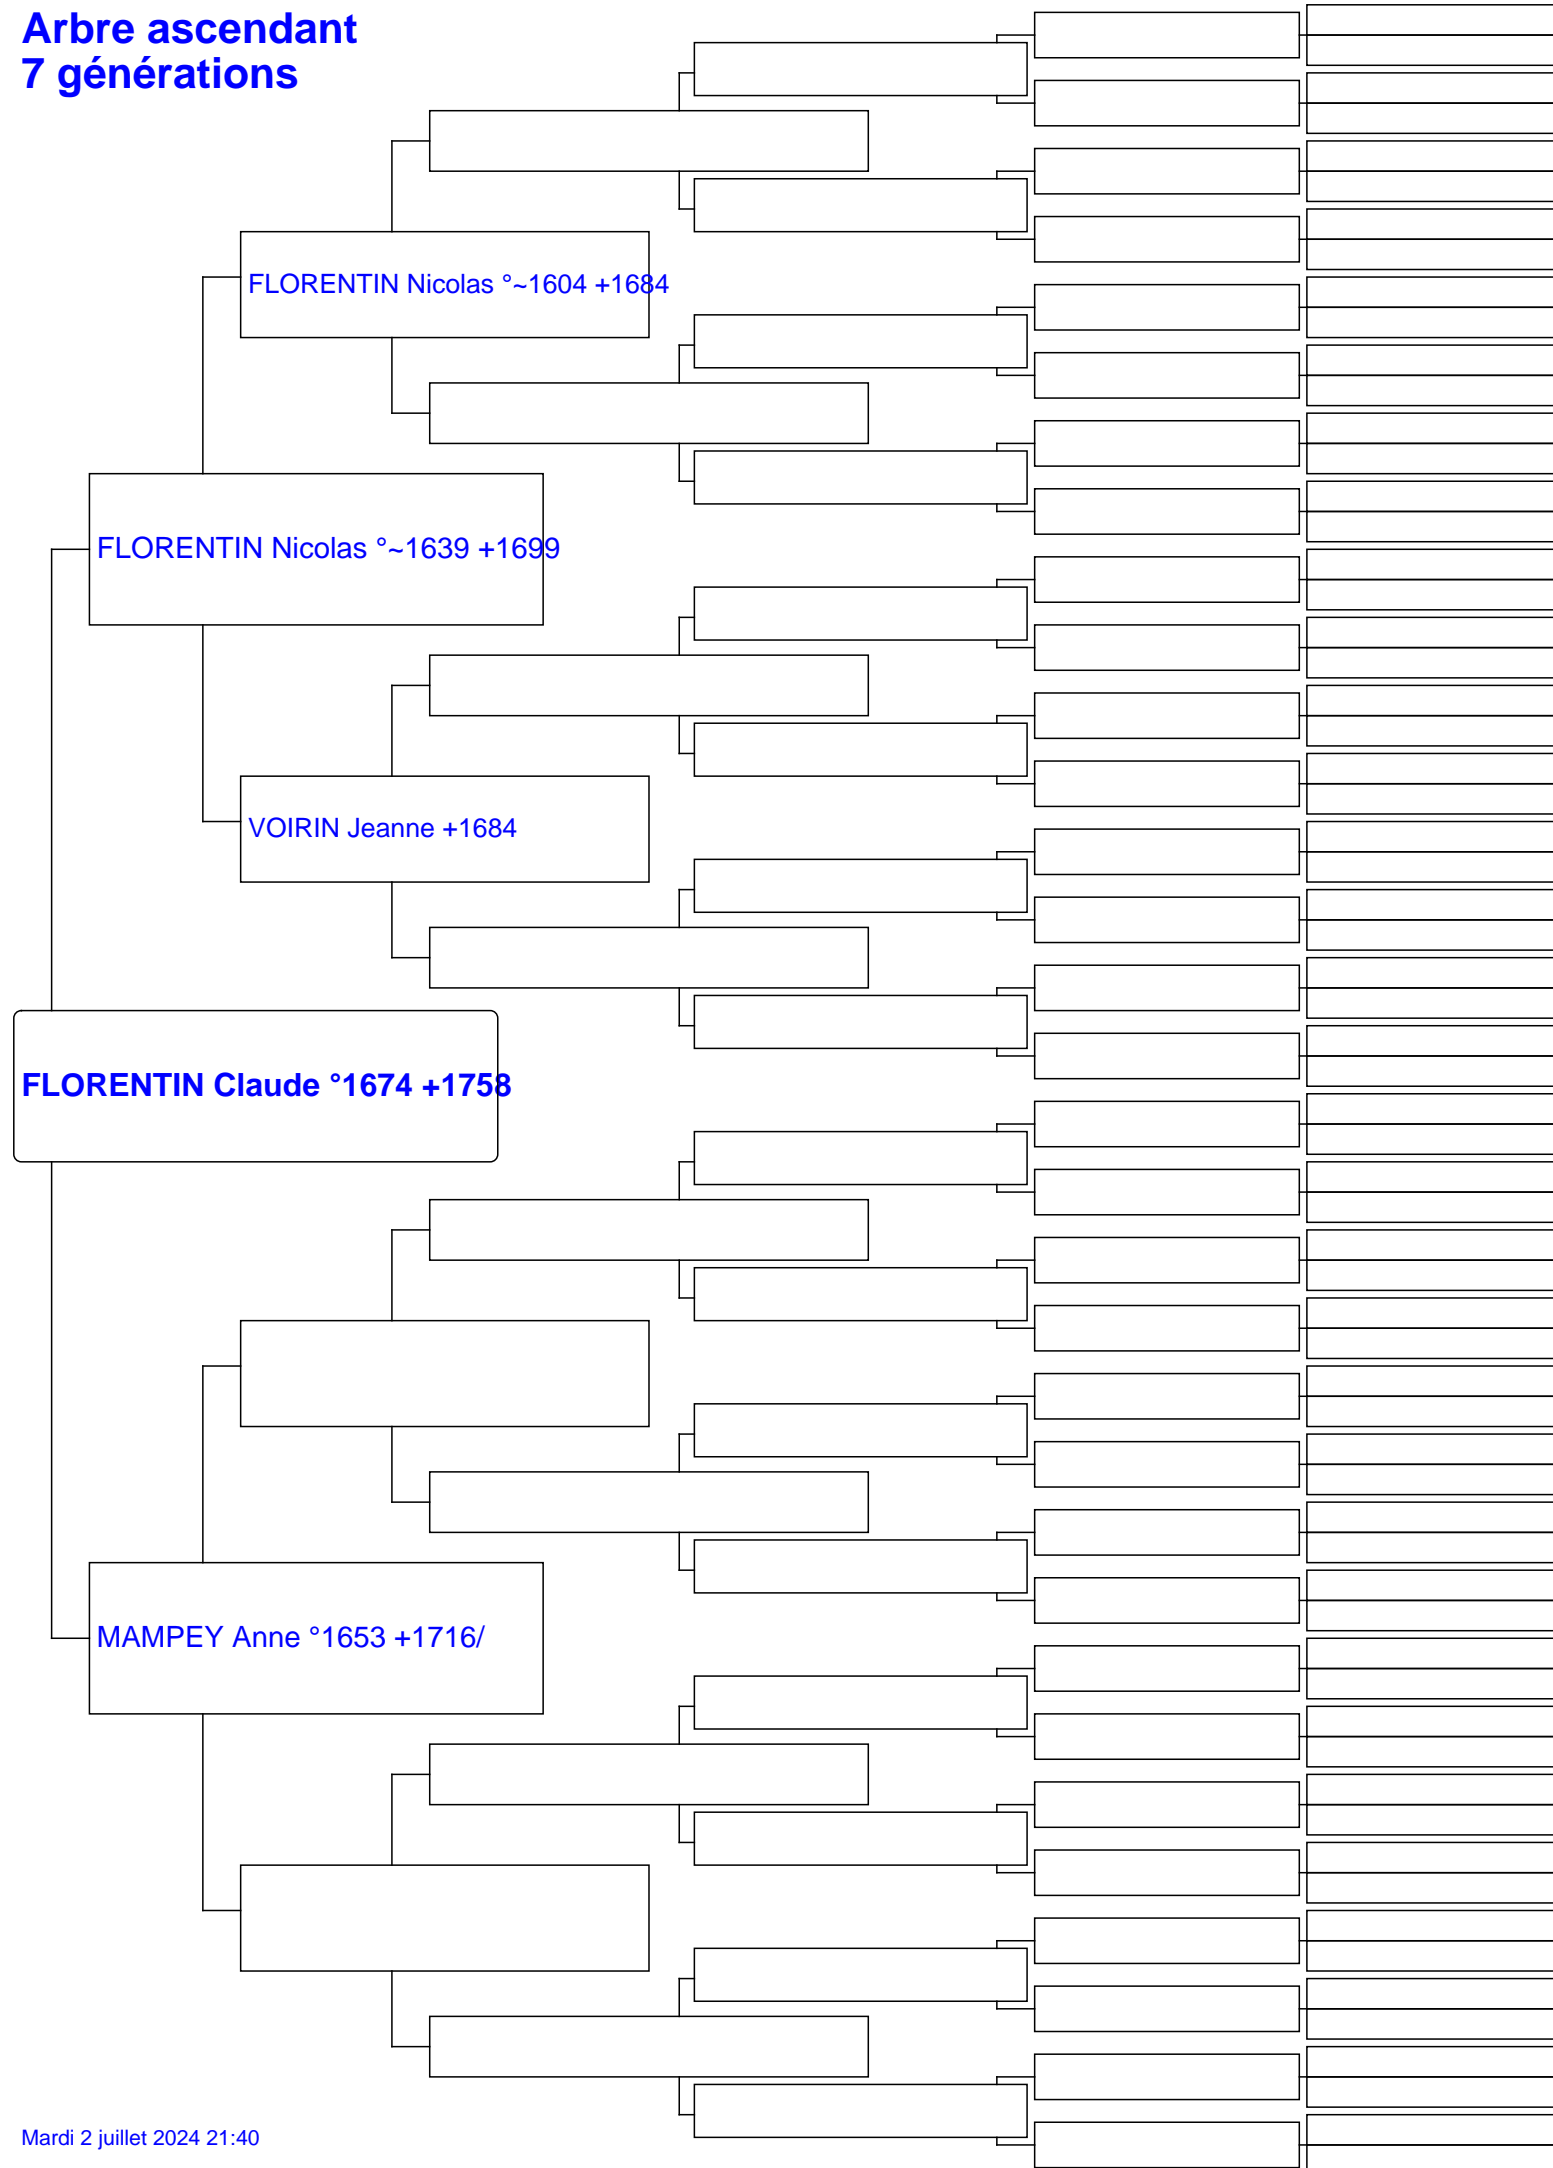 Arbre ascendant
7 générations
FLORENTIN Nicolas °~1604 +1684
FLORENTIN Nicolas °~1639 +1699
VOIRIN Jeanne +1684
FLORENTIN Claude °1674 +1758
MAMPEY Anne °1653 +1716/
Mardi 2 juillet 2024 21:40